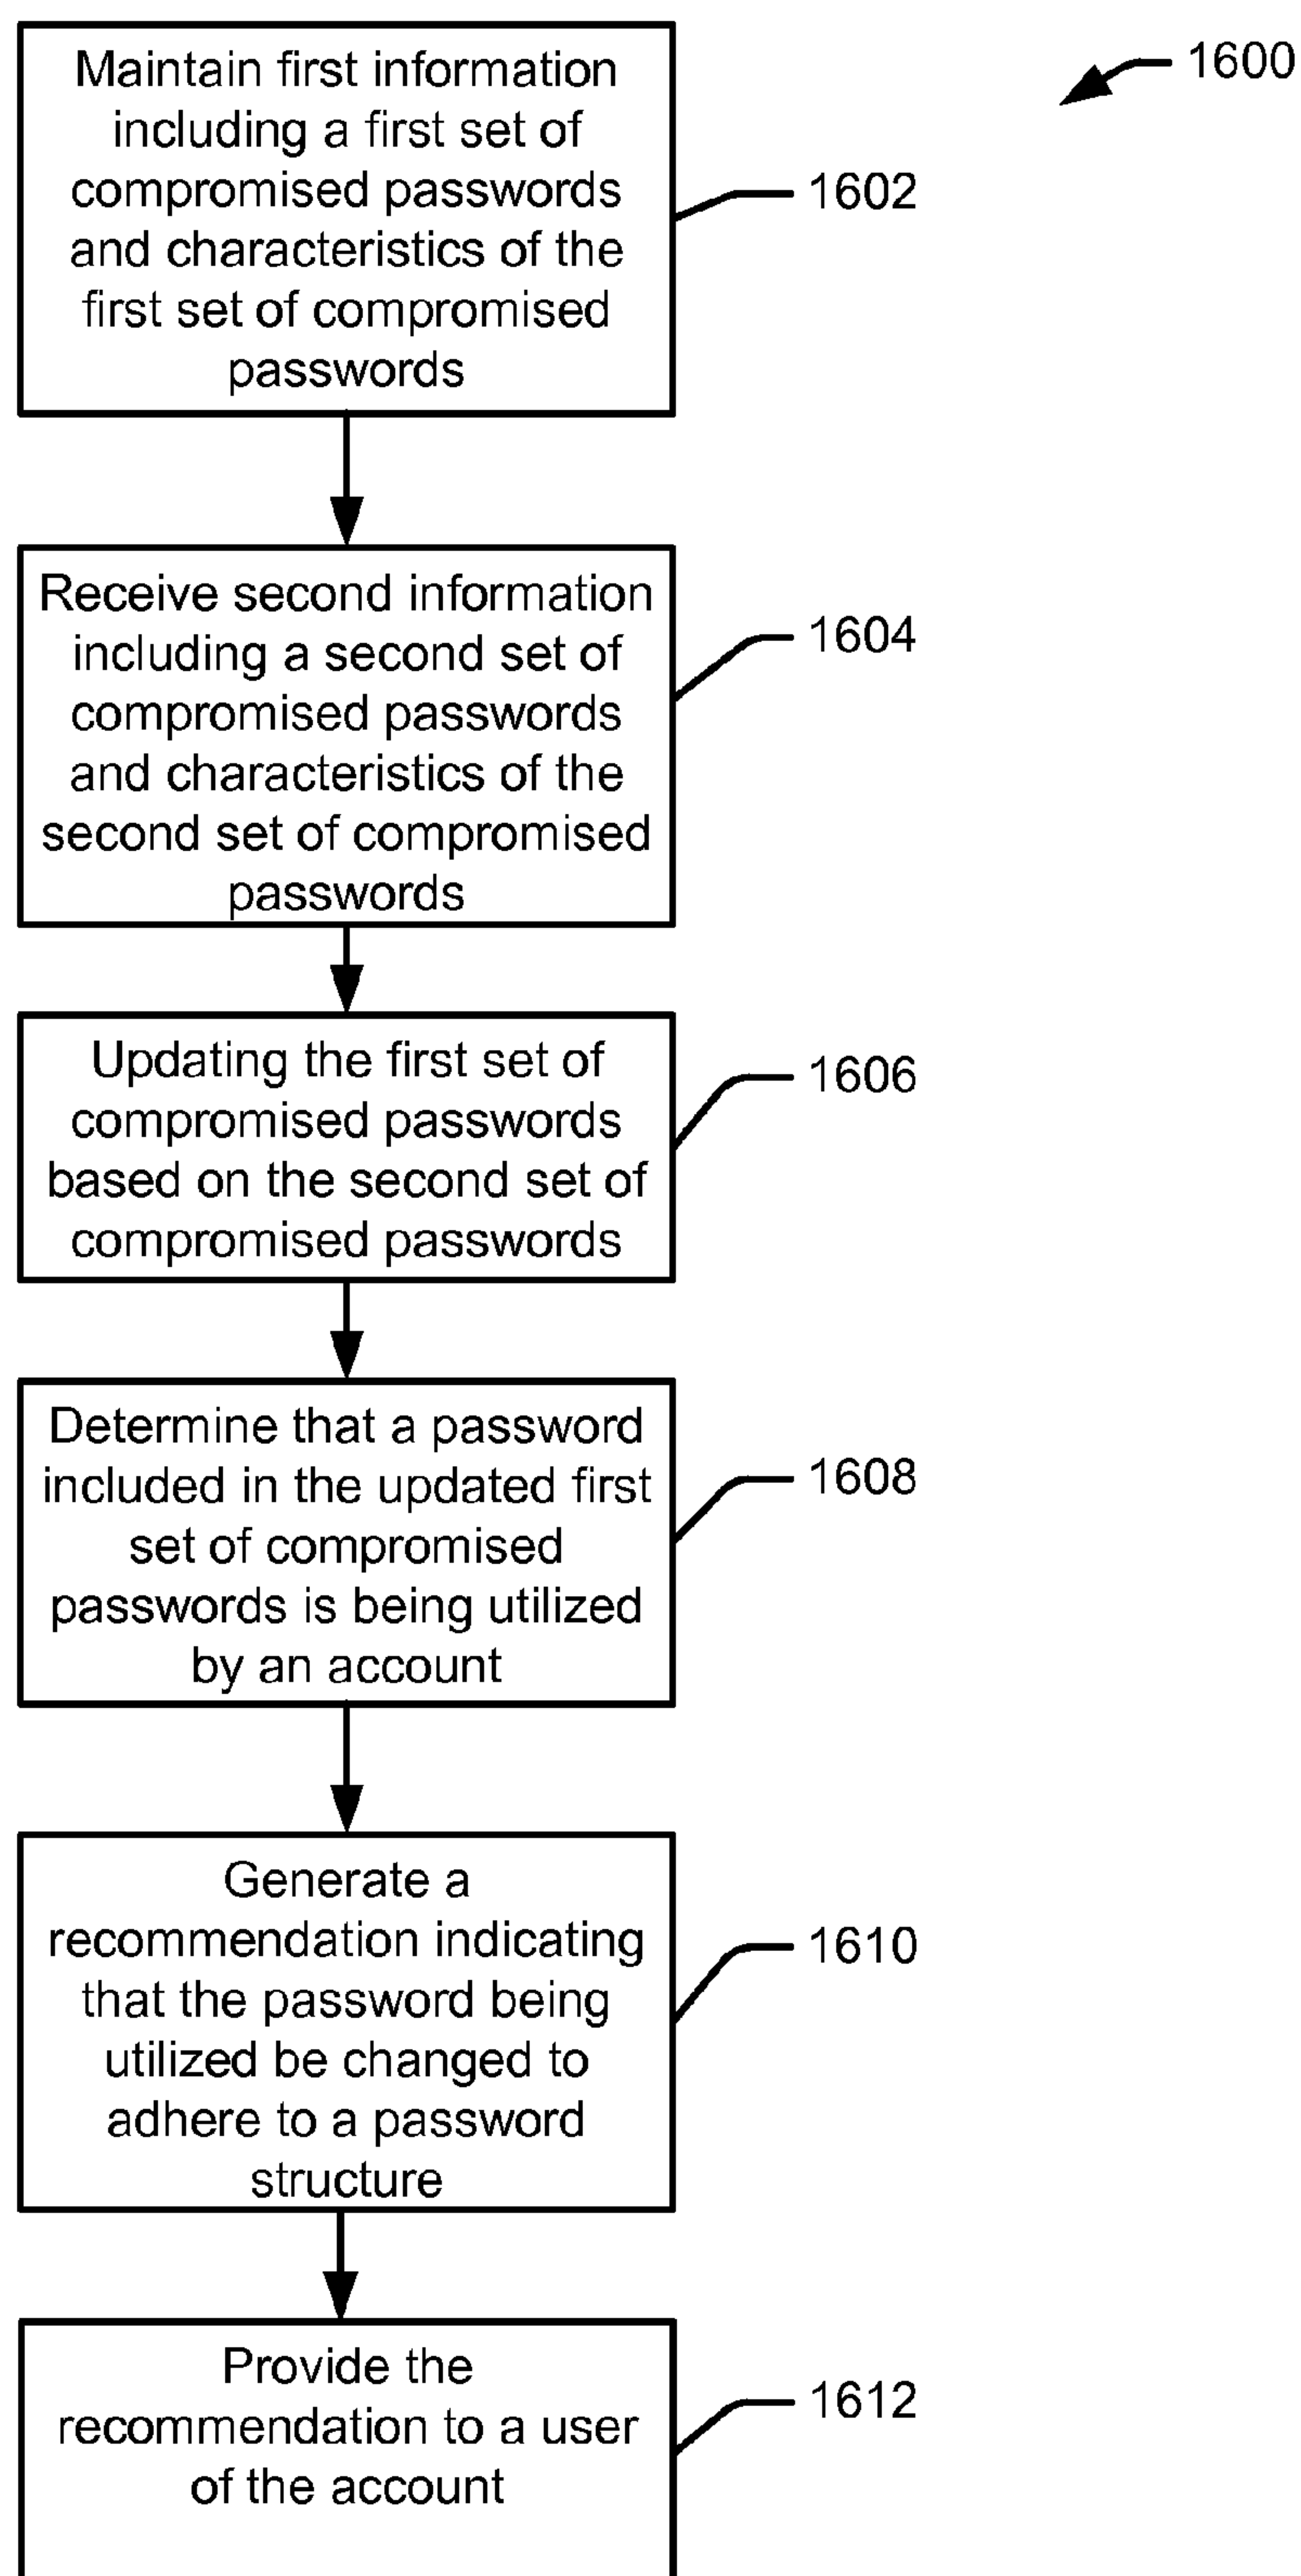 Maintain first information
including a first set of
compromised passwords
and characteristics of the
first set of compromised
passwords
1600
1602
Receive second information
including a second set of
compromised passwords
and characteristics of the
second set of compromised
passwords
1604
Updating the first set of
compromised passwords
based on the second set of
compromised passwords
1606
Determine that a password
included in the updated first
set of compromised
passwords is being utilized
by an account
1608
Generate a
recommendation indicating
that the password being
utilized be changed to
adhere to a password
structure
1610
Provide the
recommendation to a user
of the account
1612